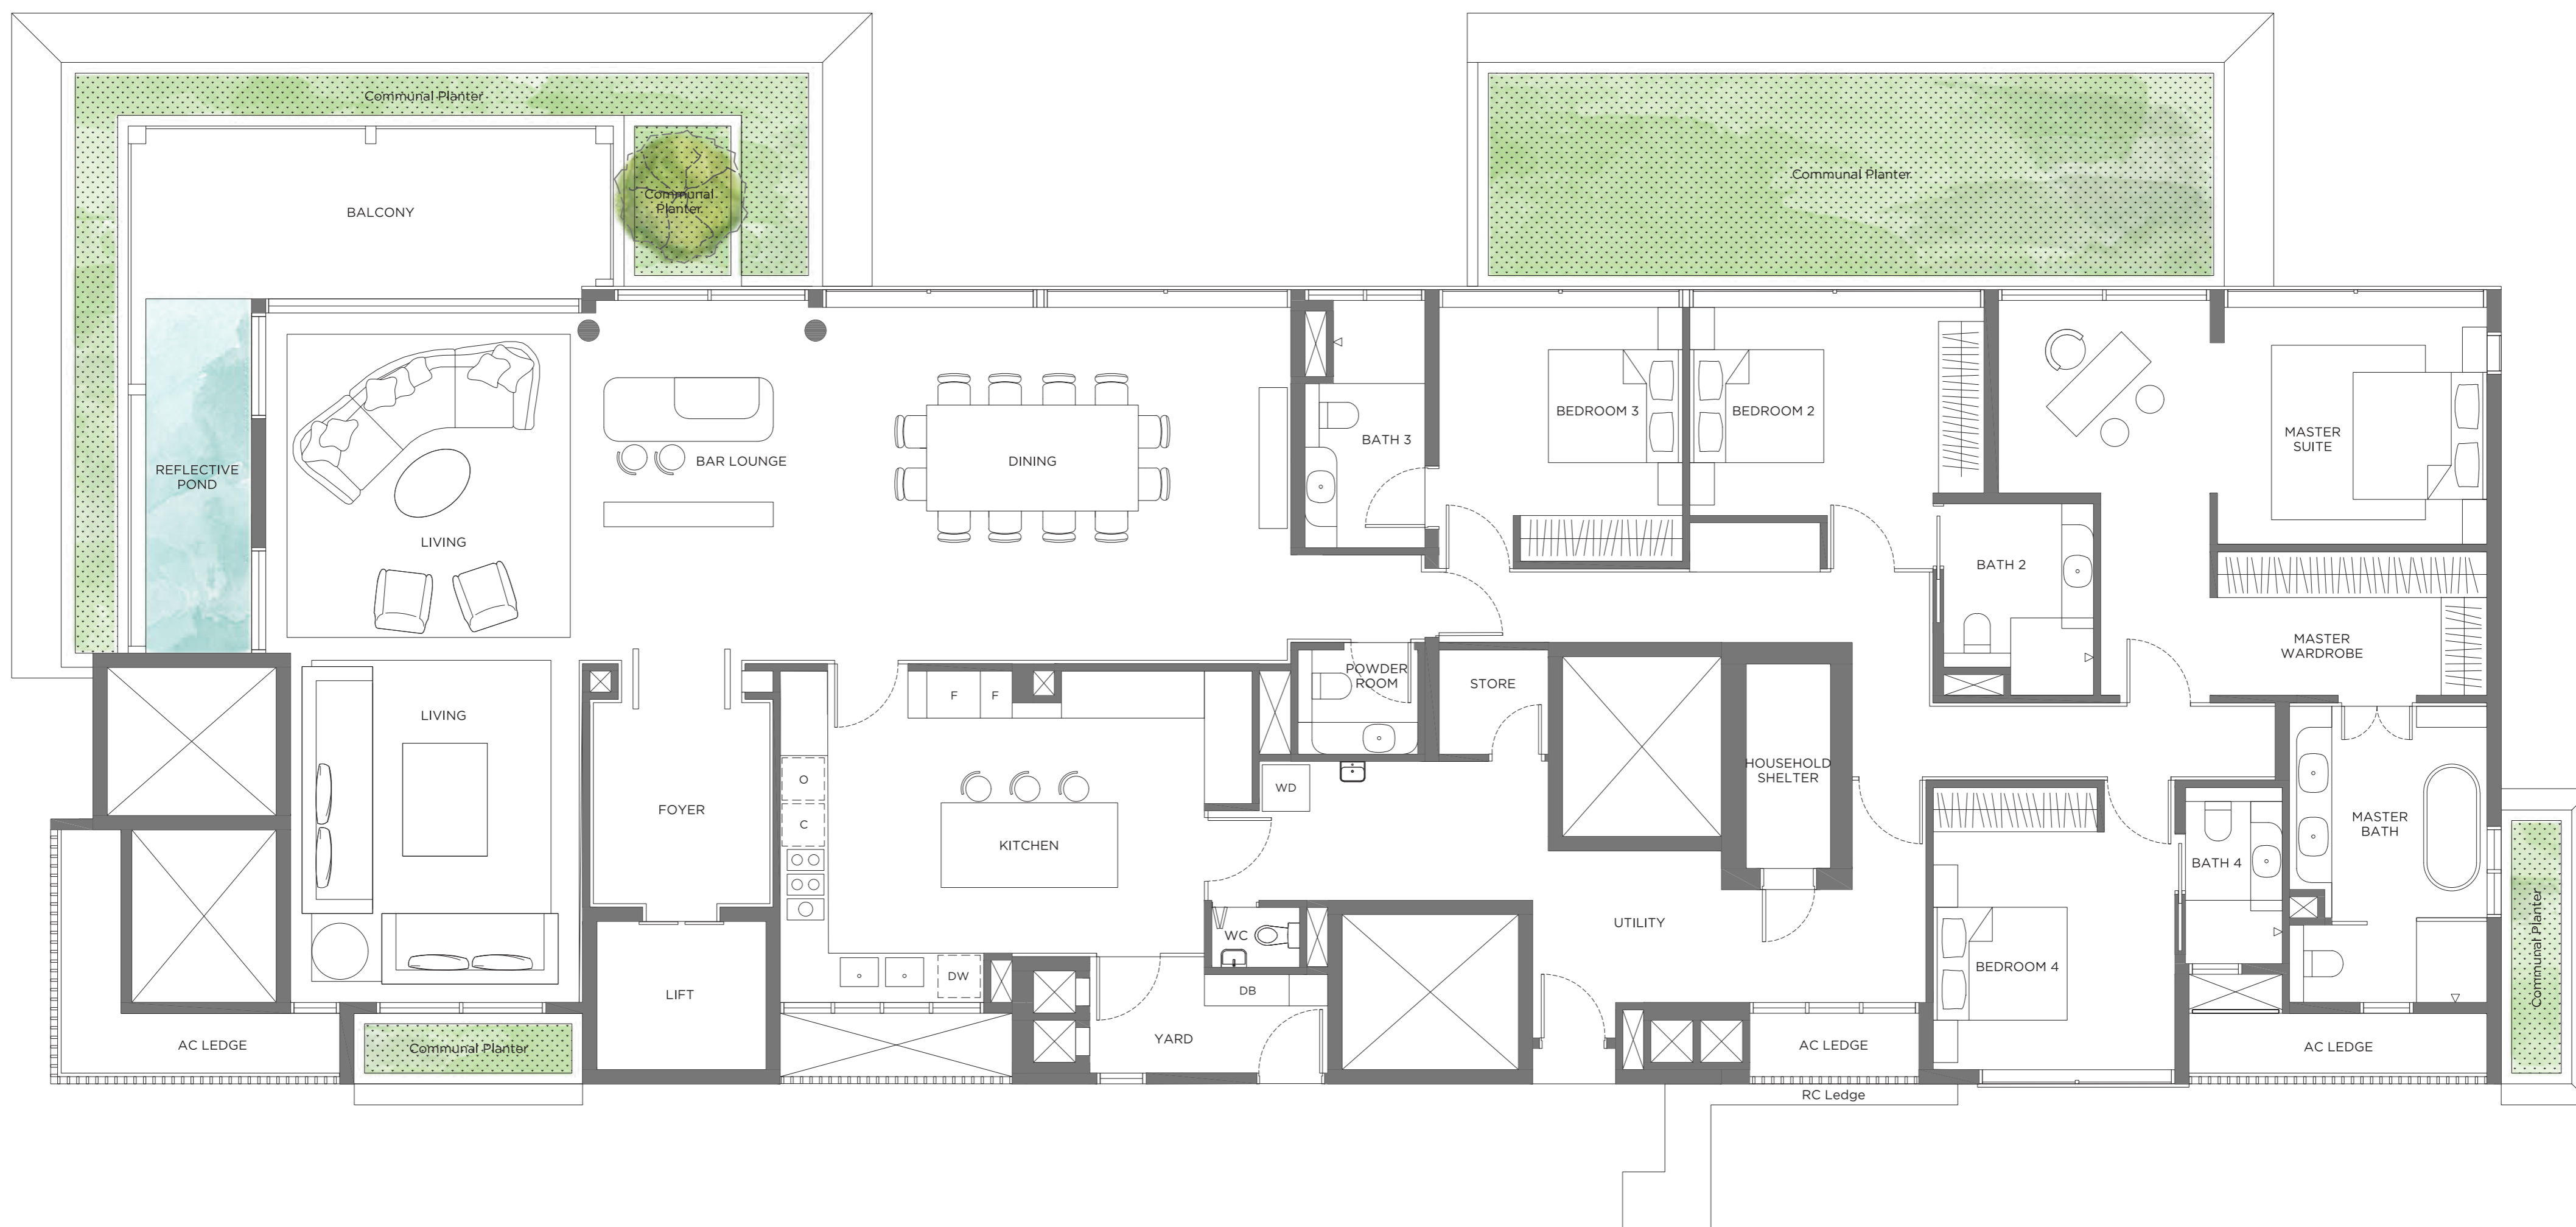 Communal Planter
Communal
Planter
Communal Planter
BALCONY
REFLECTIVE
POND
LIVING
BAR LOUNGE
DINING
BATH 3
BEDROOM 3
BEDROOM 2
MASTER
SUITE
BATH 2
MASTER
WARDROBE
LIVING
FOYER
LIFT
F
F
O
C
KITCHEN
DW
POWDER
ROOM
STORE
WD
HOUSEHOLD
SHELTER
WC
DB
UTILITY
YARD
BEDROOM 4
BATH 4
MASTER
BATH
Communal Planter
AC LEDGE
Communal Planter
AC LEDGE
AC LEDGE
RC Ledge